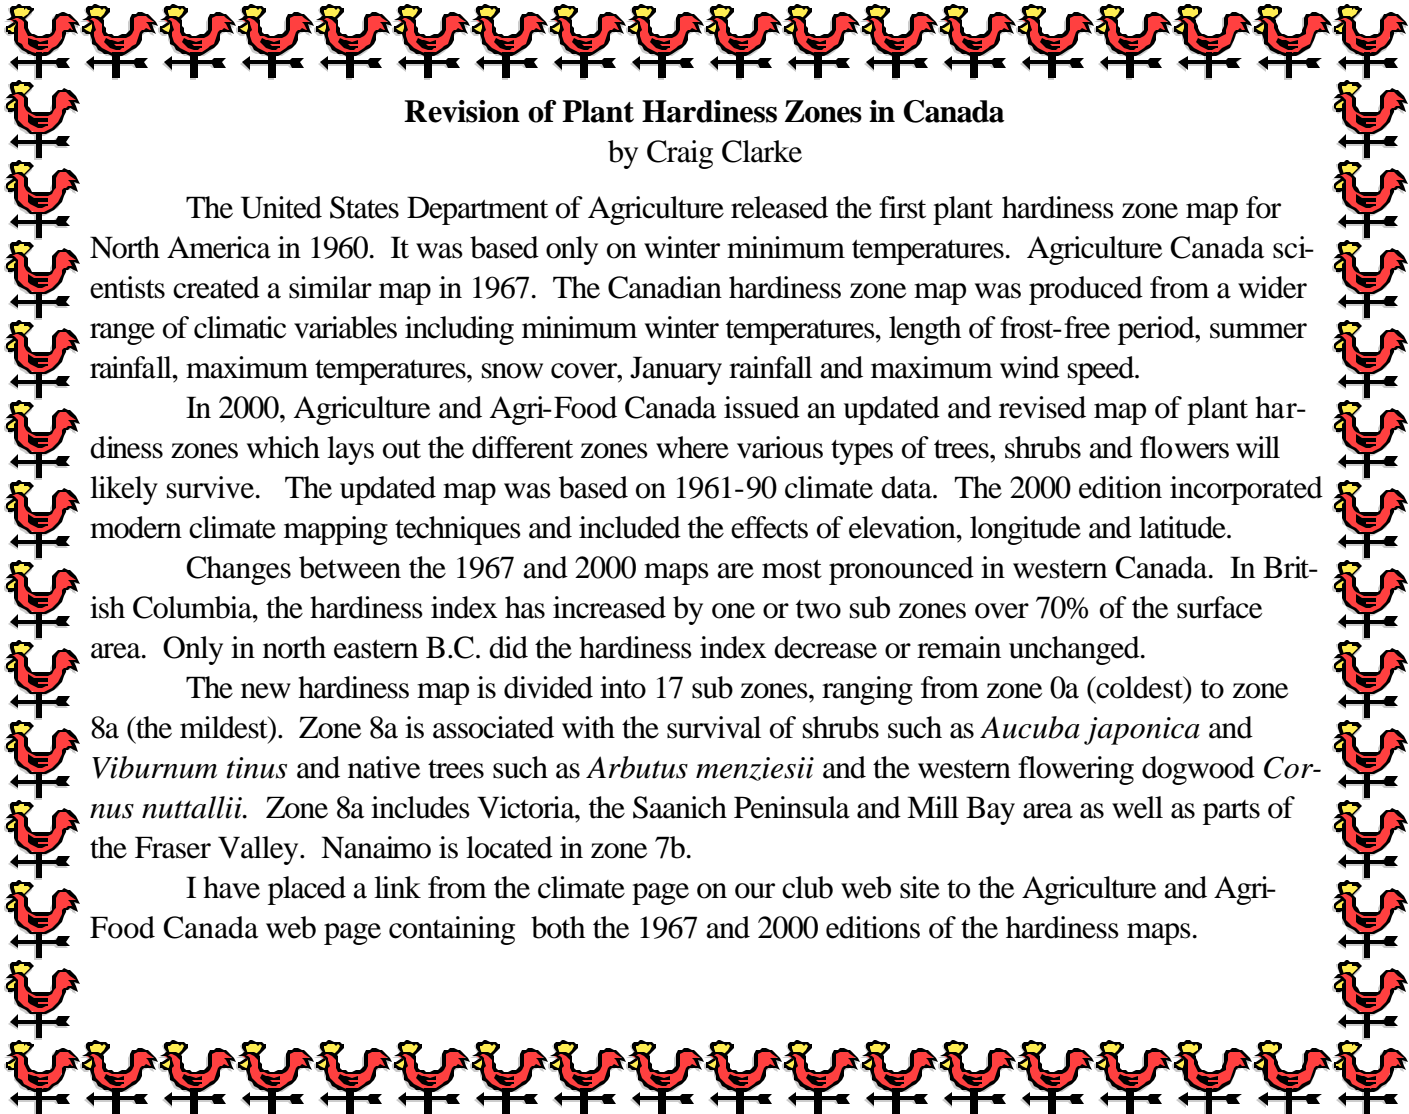 Revision of Plant Hardiness Zones in Canada
by Craig Clarke
The United States Department of Agriculture released the first plant hardiness zone map for
North America in 1960.  It was based only on winter minimum temperatures.  Agriculture Canada sci-
entists created a similar map in 1967.  The Canadian hardiness zone map was produced from a wider
range of climatic variables including minimum winter temperatures, length of frost-free period, summer
rainfall, maximum temperatures, snow cover, January rainfall and maximum wind speed.
In 2000, Agriculture and Agri-Food Canada issued an updated and revised map of plant har-
diness zones which lays out the different zones where various types of trees, shrubs and flowers will
likely survive.   The updated map was based on 1961-90 climate data.  The 2000 edition incorporated
modern climate mapping techniques and included the effects of elevation, longitude and latitude.
Changes between the 1967 and 2000 maps are most pronounced in western Canada.  In Brit-
ish Columbia, the hardiness index has increased by one or two sub zones over 70% of the surface
area.  Only in north eastern B.C. did the hardiness index decrease or remain unchanged.
The new hardiness map is divided into 17 sub zones, ranging from zone 0a (coldest) to zone
8a (the mildest).  Zone 8a is associated with the survival of shrubs such as Aucuba japonica and
Viburnum tinus and native trees such as Arbutus menziesii and the western flowering dogwood Cor-
nus nuttallii.  Zone 8a includes Victoria, the Saanich Peninsula and Mill Bay area as well as parts of
the Fraser Valley.  Nanaimo is located in zone 7b.
I have placed a link from the climate page on our club web site to the Agriculture and Agri-
Food Canada web page containing  both the 1967 and 2000 editions of the hardiness maps.